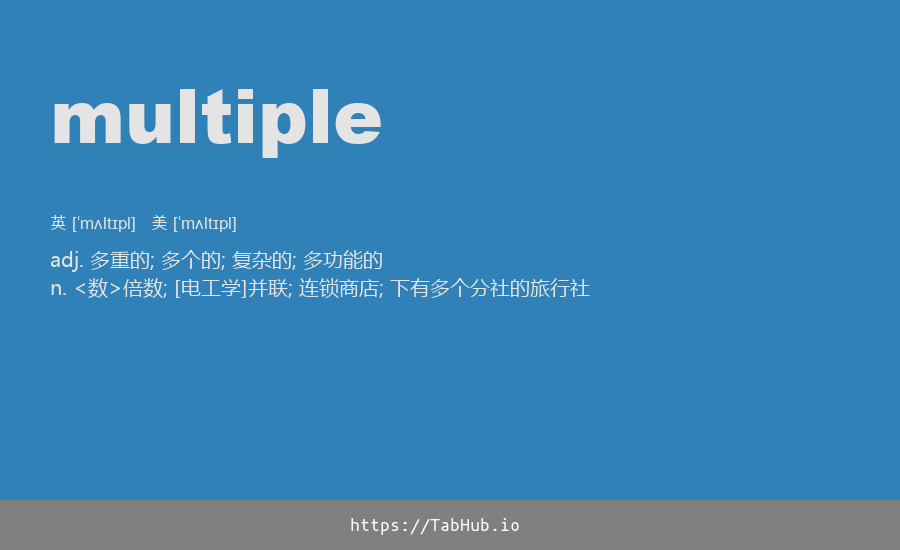 multiple
英 [ˈmʌltɪpl] 美 [ˈmʌltɪpl]
adj. 多重的; 多个的; 复杂的; 多功能的
n. <数>倍数; [电工学]并联; 连锁商店; 下有多个分社的旅行社
https://TabHub.io